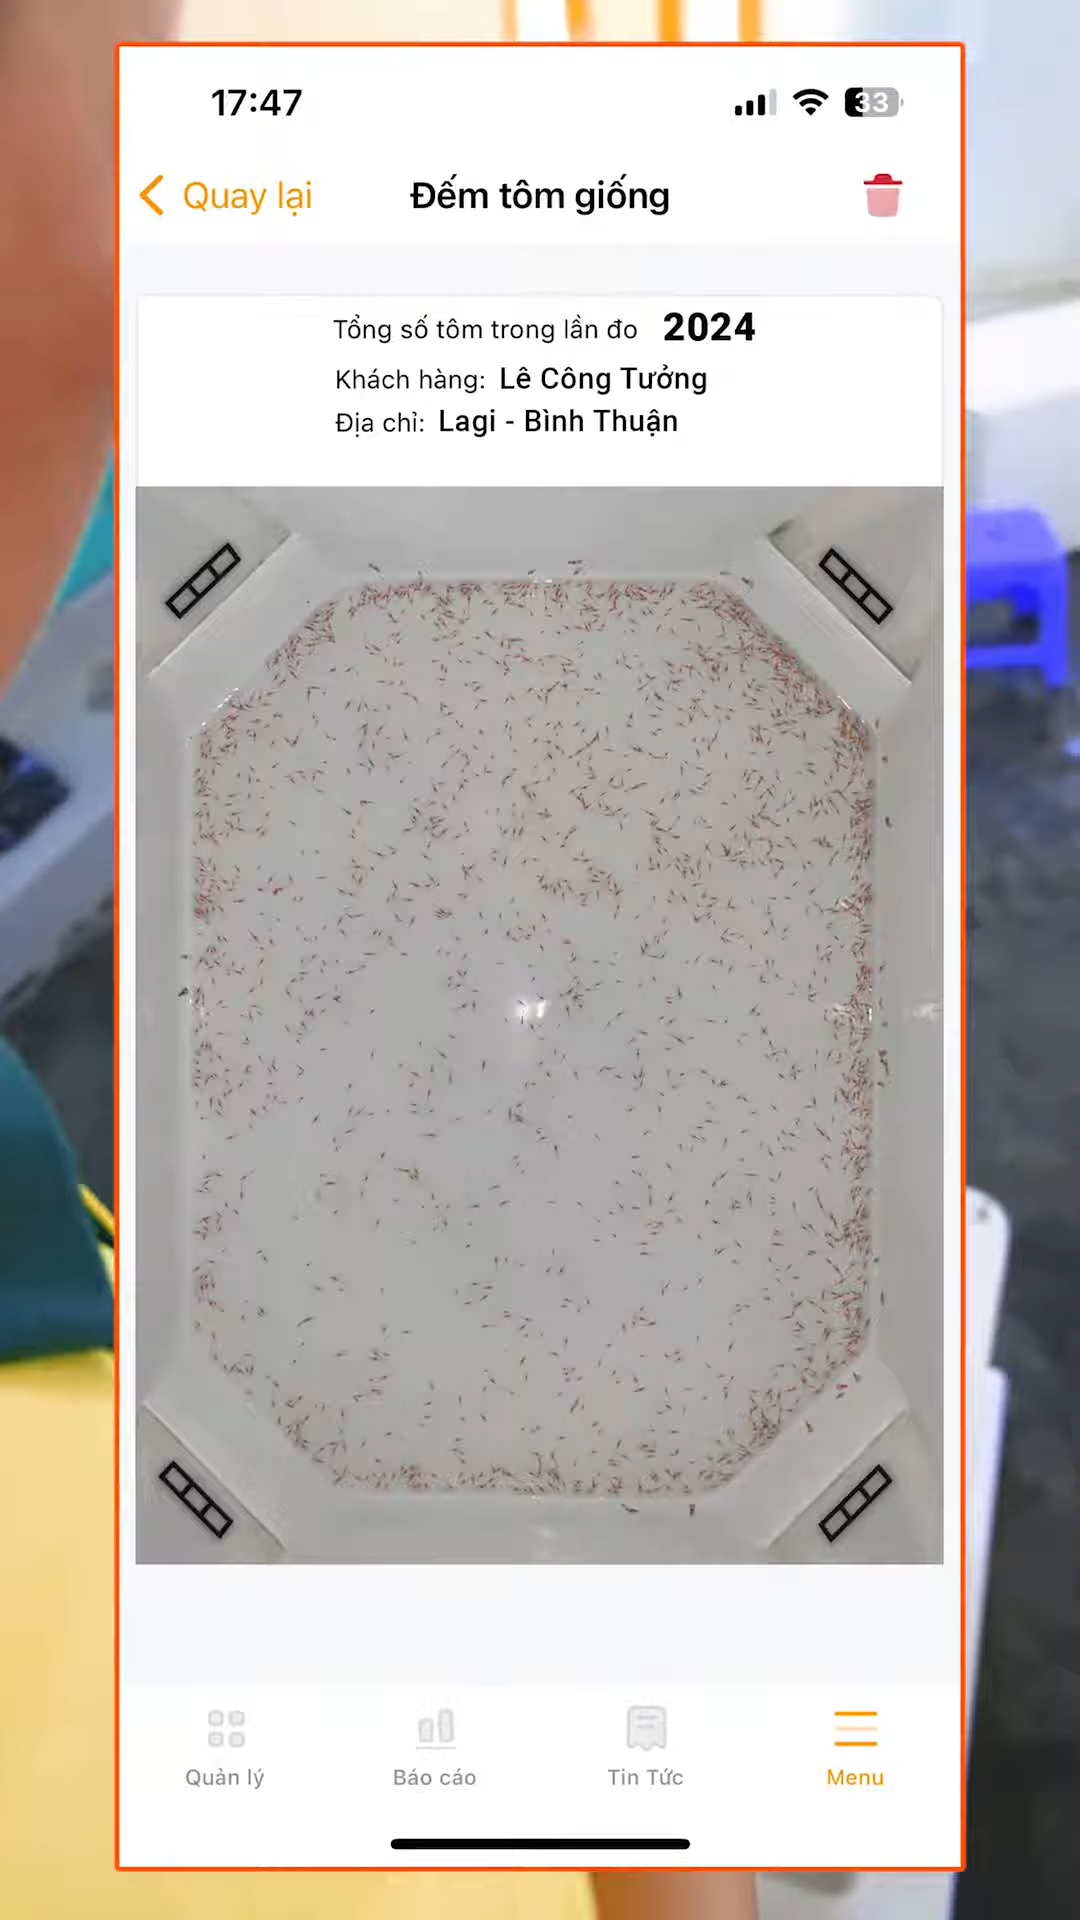 17:47
33
Quay lại
Đếm tôm giống
Tổng số tôm trong lần đo 2024
Khách hàng: Lê Công Tưởng
Địa chỉ: Lagi - Bình Thuận
Quản lý
Báo cáo
Tin Tức
Menu